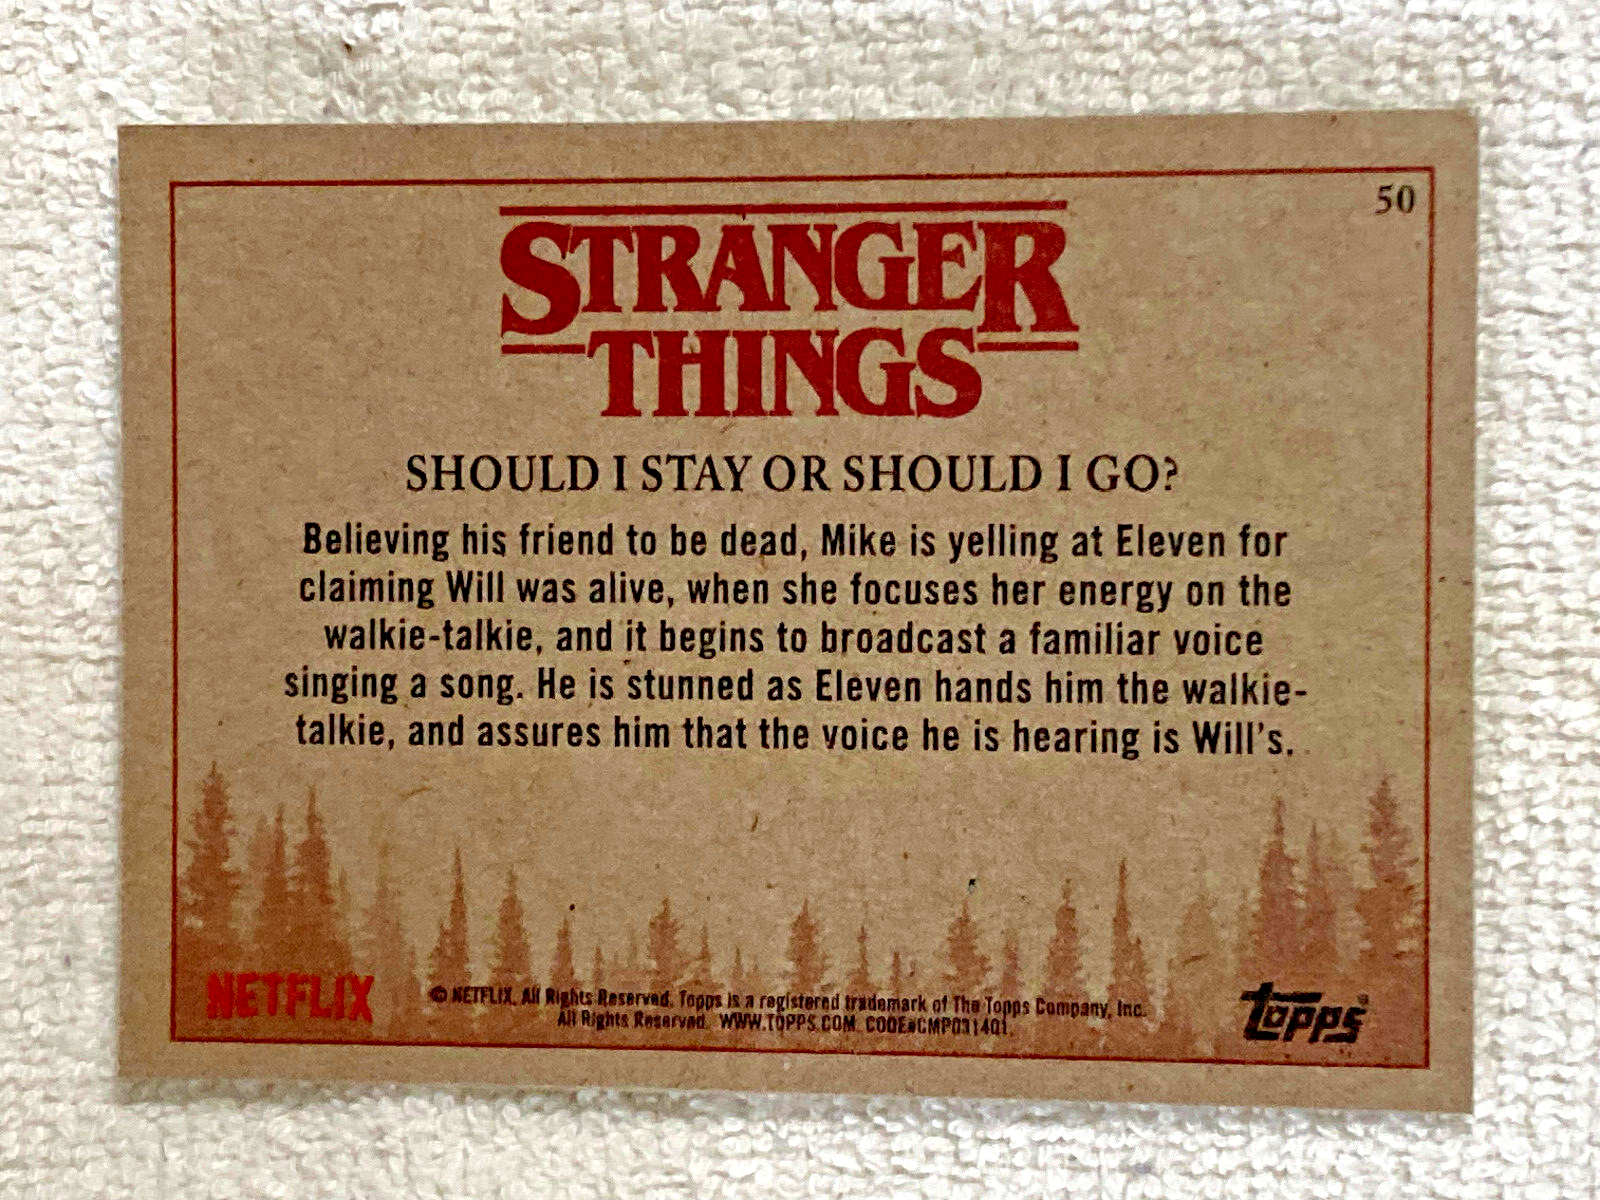 50
STRANGER
THINGS
SHOULD I STAY OR SHOULD I GO?
Believing his friend to be dead, Mike is yelling at Eleven for
claiming Will was alive, when she focuses her energy on the
walkie-talkie, and it begins to broadcast a familiar voice
singing a song. He is stunned as Eleven hands him the walkie-
talkie, and assures him that the voice he is hearing is Will's.
NETFLIX
© NETFLIX. All Rights Reserved. Topps is a registered trademark of The Topps Company, Inc.
All Rights Reserved. WWW.TOPPS.COM. CODE#CMP031401.
topps®